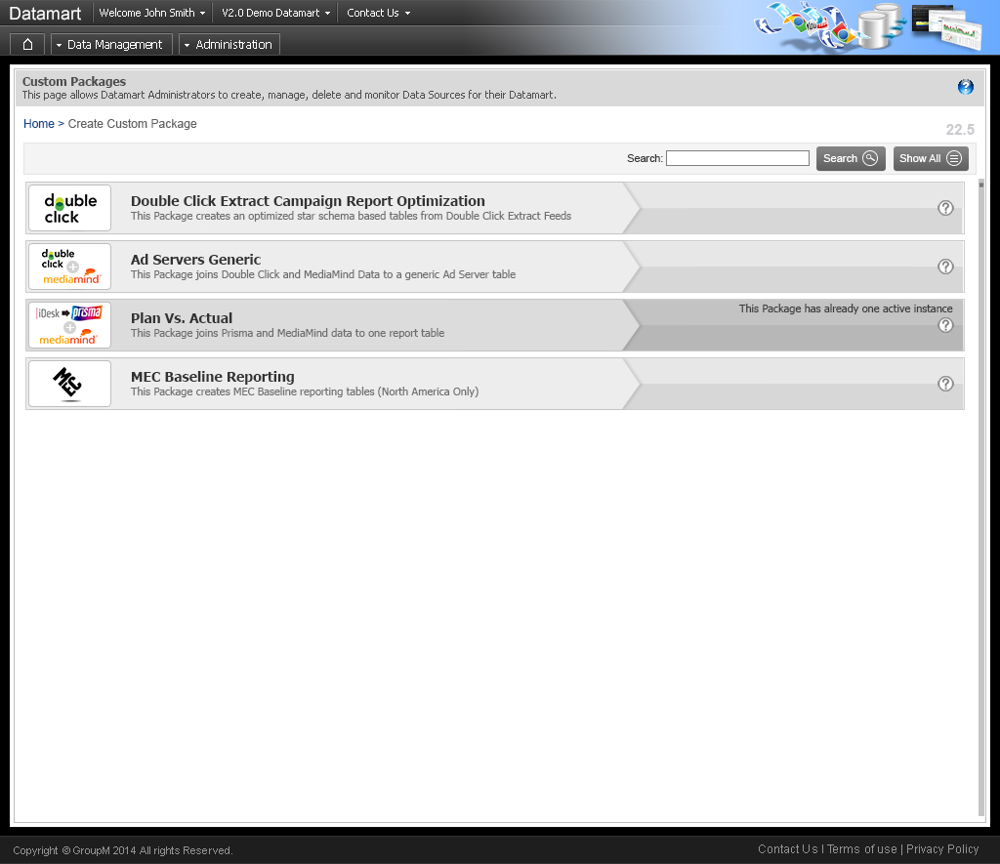 Datamart
Welcome John Smith
V2.0 Demo Datamart
Contact Us
Data Management
Administration
Custom Packages
This page allows Datamart Administrators to create, manage, delete and monitor Data Sources for their Datamart.
Home > Create Custom Package
22.5
Search:
Search
Show All
double click
Double Click Extract Campaign Report Optimization
This Package creates an optimized star schema based tables from Double Click Extract Feeds
double click
mediamind
Ad Servers Generic
This Package joins Double Click and MediaMind Data to a generic Ad Server table
iDesk
prisma
mediamind
Plan Vs. Actual
This Package joins Prisma and MediaMind data to one report table
This Package has already one active instance
MEC
MEC Baseline Reporting
This Package creates MEC Baseline reporting tables (North America Only)
Copyright © GroupM 2014 All rights Reserved.
Contact Us | Terms of use | Privacy Policy